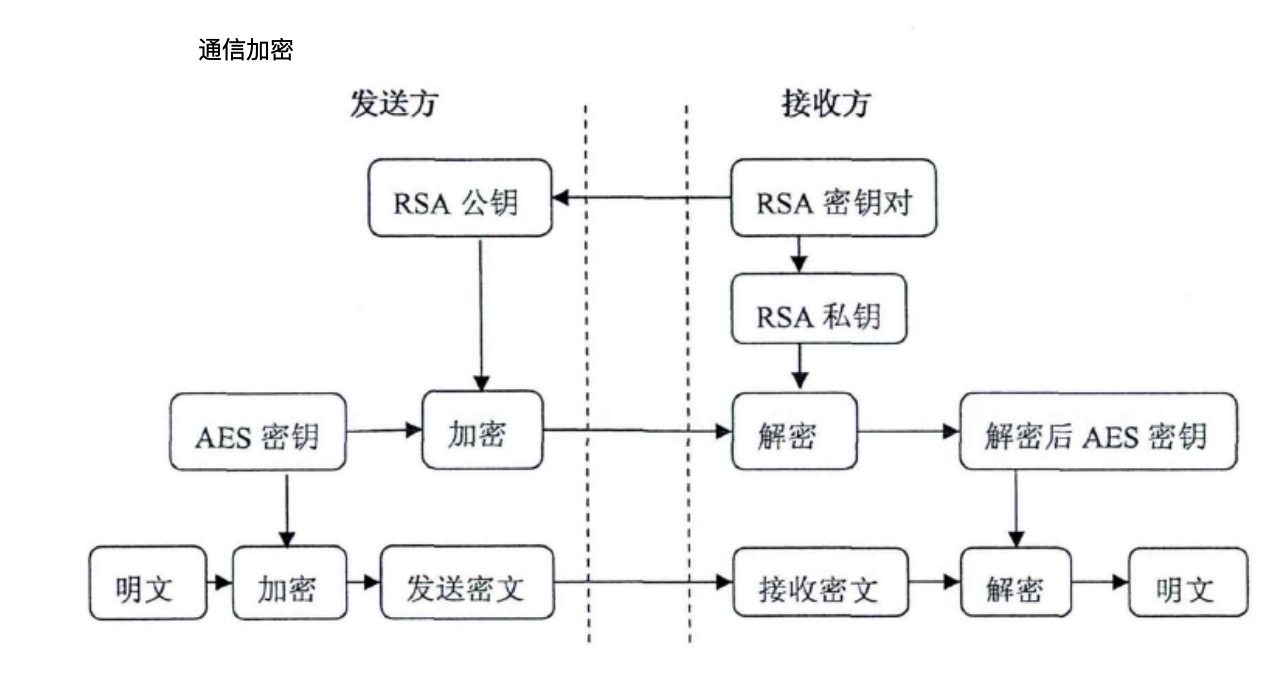 通信加密
发送方
接收方
RSA 公钥
RSA 密钥对
RSA 私钥
AES 密钥
加密
解密
解密后 AES 密钥
明文
加密
发送密文
接收密文
解密
明文